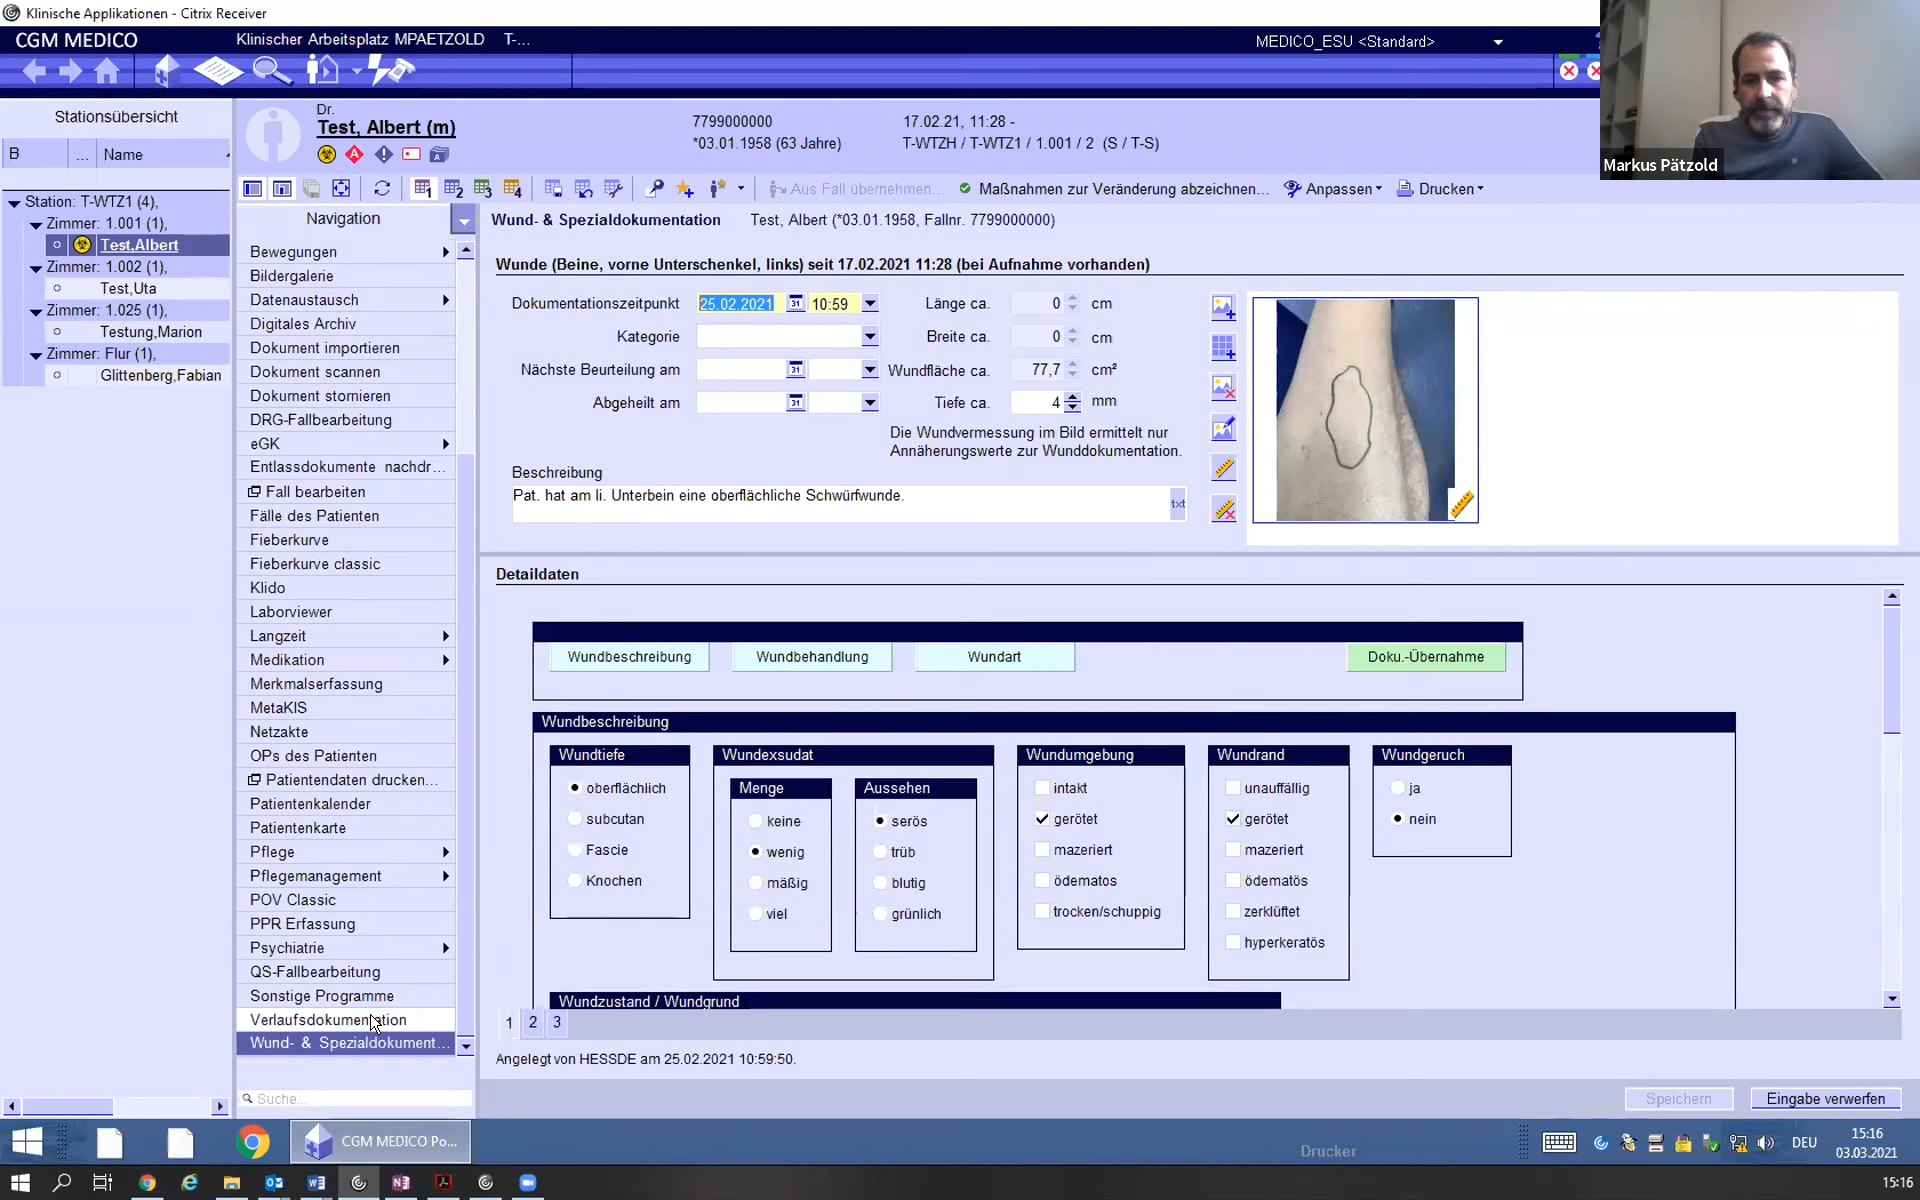 Klinische Applikationen - Citrix Receiver
CGM MEDICO
Klinischer Arbeitsplatz MPAETZOLD T-...
MEDICO_ESU <Standard>
Markus Pätzold
Stationsübersicht
B ... Name
Station: T-WTZ1 (4),
Zimmer: 1.001 (1),
Test,Albert
Zimmer: 1.002 (1),
Test,Uta
Zimmer: 1.025 (1),
Testung,Marion
Zimmer: Flur (1),
Glittenberg,Fabian
Dr.
Test, Albert (m)
7799000000
*03.01.1958 (63 Jahre)
17.02.21, 11:28 -
T-WTZH / T-WTZ1 / 1.001 / 2 (S / T-S)
Aus Fall übernehmen...
Maßnahmen zur Veränderung abzeichnen...
Anpassen
Drucken
Navigation
Bewegungen
Bildergalerie
Datenaustausch
Digitales Archiv
Dokument importieren
Dokument scannen
Dokument stornieren
DRG-Fallbearbeitung
eGK
Entlassdokumente nachdr...
Fall bearbeiten
Fälle des Patienten
Fieberkurve
Fieberkurve classic
Klido
Laborviewer
Langzeit
Medikation
Merkmalserfassung
MetaKIS
Netzakte
OPs des Patienten
Patientendaten drucken...
Patientenkalender
Patientenkarte
Pflege
Pflegemanagement
POV Classic
PPR Erfassung
Psychiatrie
QS-Fallbearbeitung
Sonstige Programme
Verlaufsdokumentation
Wund- & Spezialdokument...
Suche...
Wund- & Spezialdokumentation
Test, Albert (*03.01.1958, Fallnr. 7799000000)
Wunde (Beine, vorne Unterschenkel, links) seit 17.02.2021 11:28 (bei Aufnahme vorhanden)
Dokumentationszeitpunkt 25.02.2021 31 10:59
Länge ca. 0 cm
Kategorie
Breite ca. 0 cm
Nächste Beurteilung am 31
Wundfläche ca. 77,7 cm²
Abgeheilt am 31
Tiefe ca. 4 mm
Die Wundvermessung im Bild ermittelt nur
Annäherungswerte zur Wunddokumentation.
Beschreibung
Pat. hat am li. Unterbein eine oberflächliche Schwürfwunde.
txt
Detaildaten
Wundbeschreibung
Wundbehandlung
Wundart
Doku.-Übernahme
Wundbeschreibung
Wundtiefe
oberflächlich
subcutan
Fascie
Knochen
Wundexsudat
Menge
keine
wenig
mäßig
viel
Aussehen
serös
trüb
blutig
grünlich
Wundumgebung
intakt
gerötet
mazeriert
ödematos
trocken/schuppig
Wundrand
unauffällig
gerötet
mazeriert
ödematös
zerklüftet
hyperkeratös
Wundgeruch
ja
nein
Wundzustand / Wundgrund
1 2 3
Angelegt von HESSDE am 25.02.2021 10:59:50.
Speichern
Eingabe verwerfen
CGM MEDICO Po...
Drucker
DEU
15:16
03.03.2021
15:16